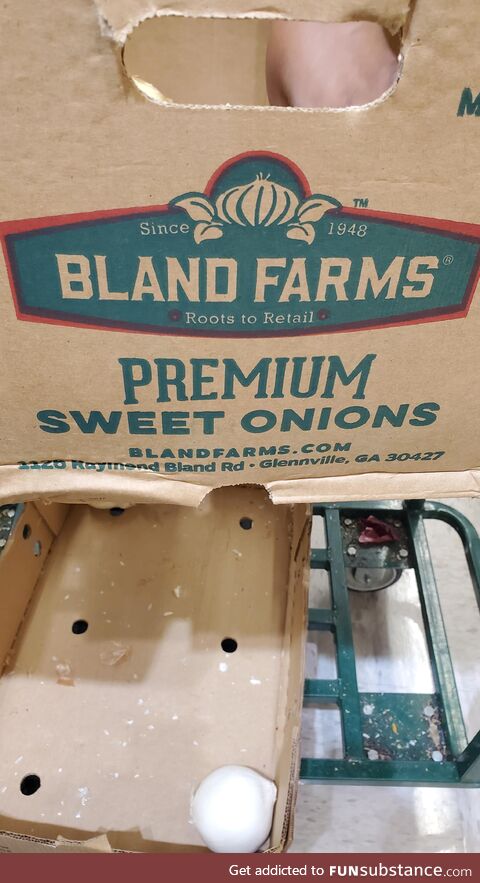 M
Since 1948 TM
BLAND FARMS®
Roots to Retail
PREMIUM
SWEET ONIONS
BLANDFARMS.COM
1126 Raymond Bland Rd • Glennville, GA 30427
Get addicted to FUNsubstance.com